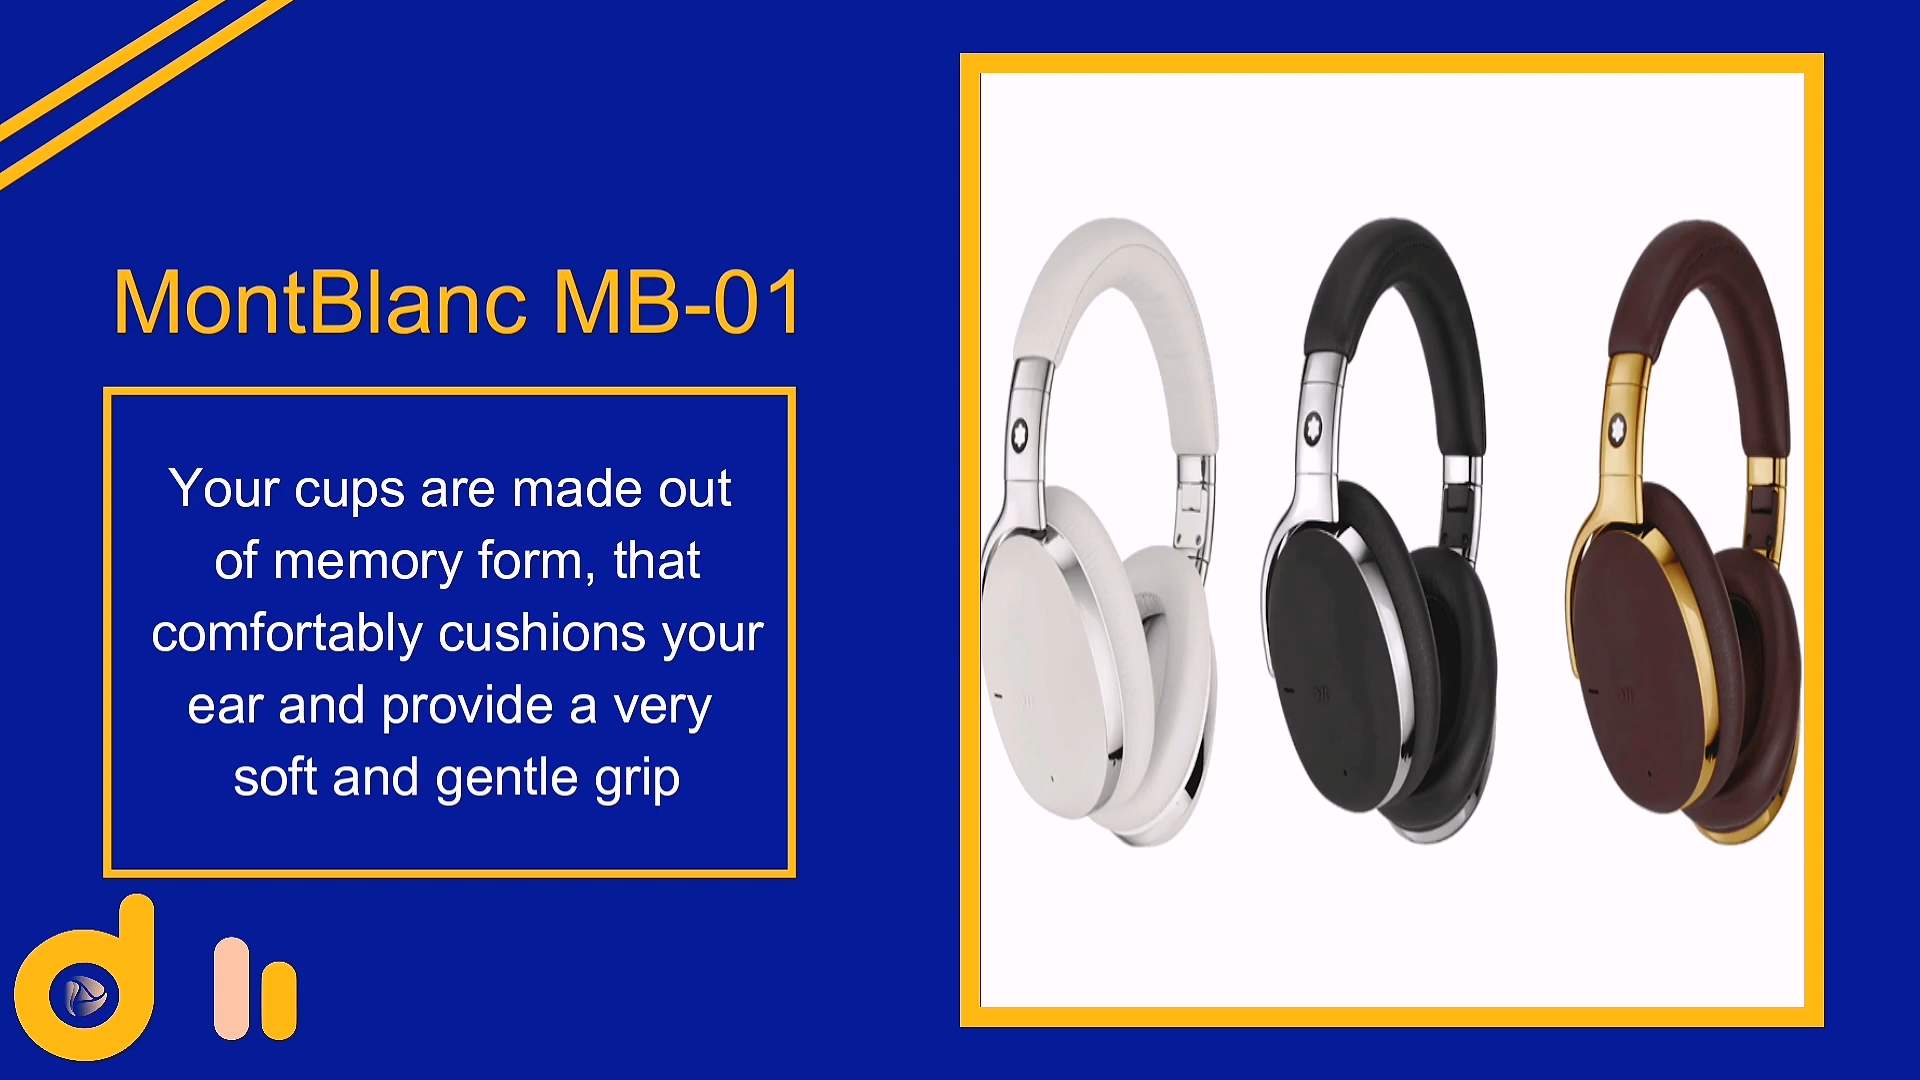 MontBlanc MB-01
Your cups are made out
of memory form, that
comfortably cushions your
ear and provide a very
soft and gentle grip